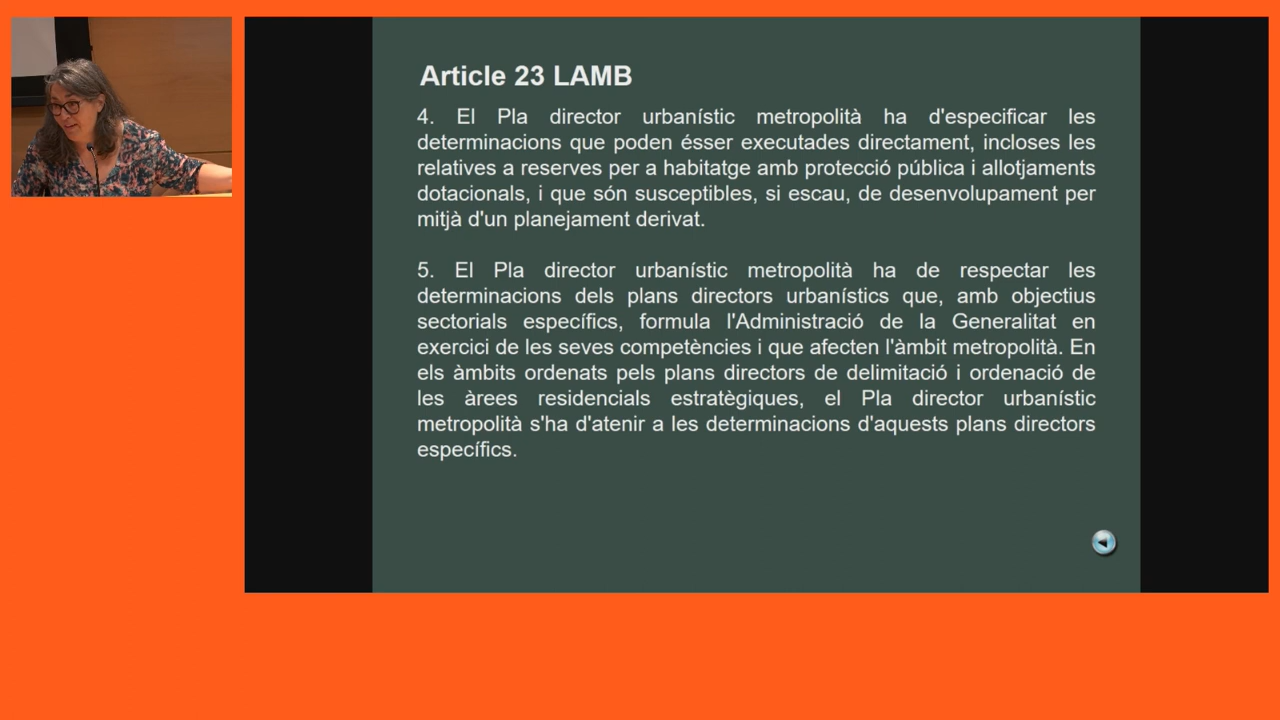 Article 23 LAMB
4. El Pla director urbanístic metropolità ha d'especificar les
determinacions que poden ésser executades directament, incloses les
relatives a reserves per a habitatge amb protecció pública i allotjaments
dotacionals, i que són susceptibles, si escau, de desenvolupament per
mitjà d'un planejament derivat.
5. El Pla director urbanístic metropolità ha de respectar les
determinacions dels plans directors urbanístics que, amb objectius
sectorials específics, formula l'Administració de la Generalitat en
exercici de les seves competències i que afecten l'àmbit metropolità. En
els àmbits ordenats pels plans directors de delimitació i ordenació de
les àrees residencials estratègiques, el Pla director urbanístic
metropolità s'ha d'atenir a les determinacions d'aquests plans directors
específics.